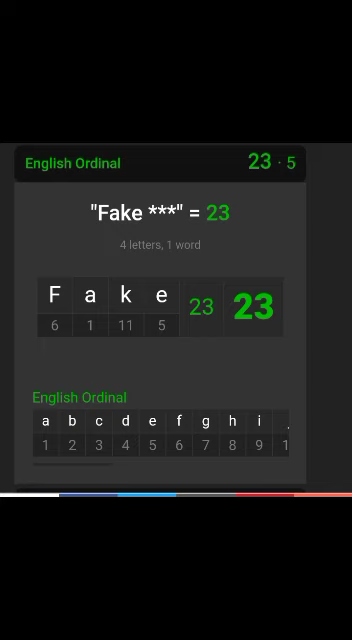 English Ordinal 23 · 5
"Fake ***" = 23
4 letters, 1 word
F a k e 23 23
6 1 11 5
English Ordinal
a b c d e f g h i
1 2 3 4 5 6 7 8 9 1